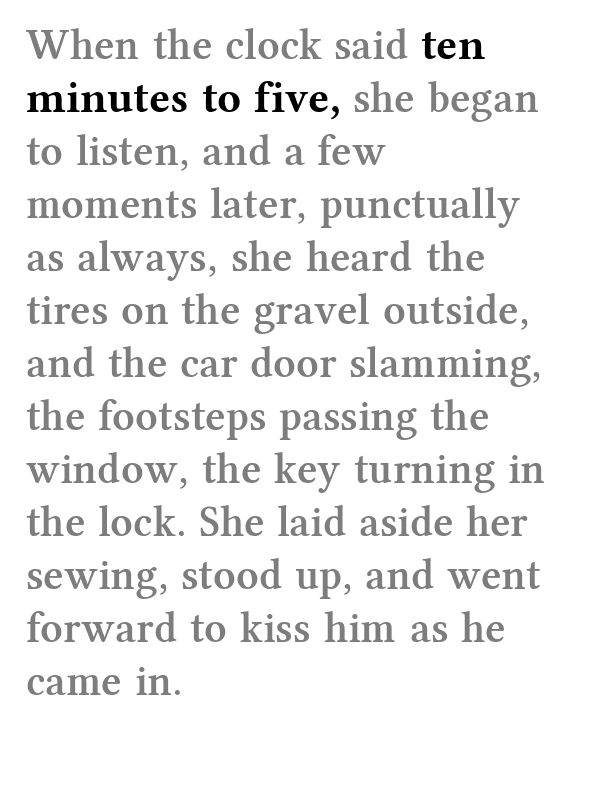 When the clock said ten
minutes to five, she began
to listen, and a few
moments later, punctually
as always, she heard the
tires on the gravel outside,
and the car door slamming,
the footsteps passing the
window, the key turning in
the lock. She laid aside her
sewing, stood up, and went
forward to kiss him as he
came in.